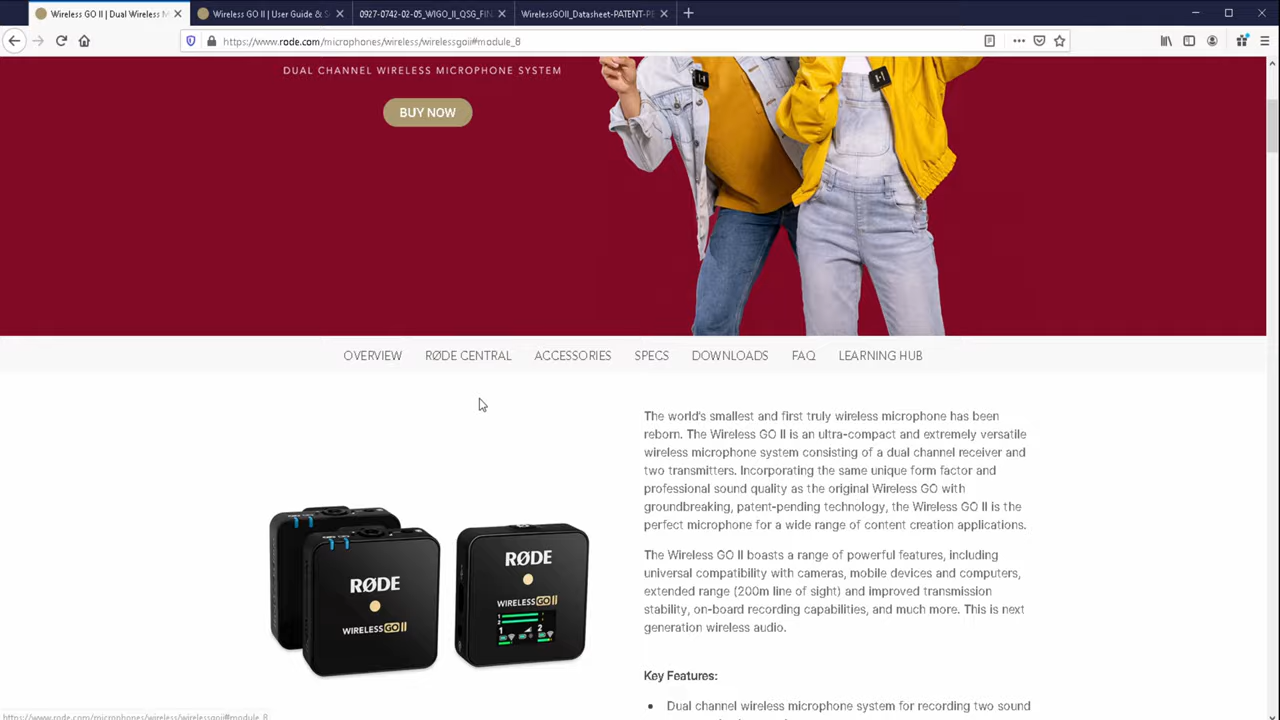 Wireless GO II | Dual Wireless M
Wireless GO II | User Guide & S
0927-0742-02-05_WIGO_II_QSG_FIN
WirelessGOII_Datasheet-PATENT-PE
https://www.rode.com/microphones/wireless/wirelessgoii#module_8
DUAL CHANNEL WIRELESS MICROPHONE SYSTEM
BUY NOW
OVERVIEW RØDE CENTRAL ACCESSORIES SPECS DOWNLOADS FAQ LEARNING HUB
The world's smallest and first truly wireless microphone has been
reborn. The Wireless GO II is an ultra-compact and extremely versatile
wireless microphone system consisting of a dual channel receiver and
two transmitters. Incorporating the same unique form factor and
professional sound quality as the original Wireless GO with
groundbreaking, patent-pending technology, the Wireless GO II is the
perfect microphone for a wide range of content creation applications.
The Wireless GO II boasts a range of powerful features, including
universal compatibility with cameras, mobile devices and computers,
extended range (200m line of sight) and improved transmission
stability, on-board recording capabilities, and much more. This is next
generation wireless audio.
RØDE
WIRELESS GO II
RØDE
WIRELESS GO II
1
2
1 2
Key Features:
Dual channel wireless microphone system for recording two sound
https://www.rode.com/microphones/wireless/wirelessgoii#module_8